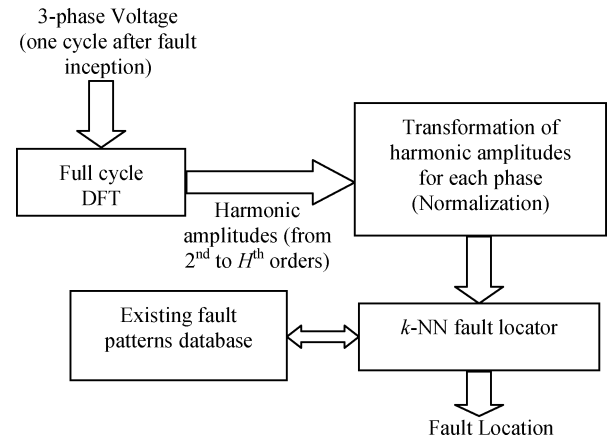 3-phase Voltage
(one cycle after fault
inception)
Full cycle
DFT
Harmonic
amplitudes (from
2nd to Hth orders)
Transformation of
harmonic amplitudes
for each phase
(Normalization)
Existing fault
patterns database
k-NN fault locator
Fault Location